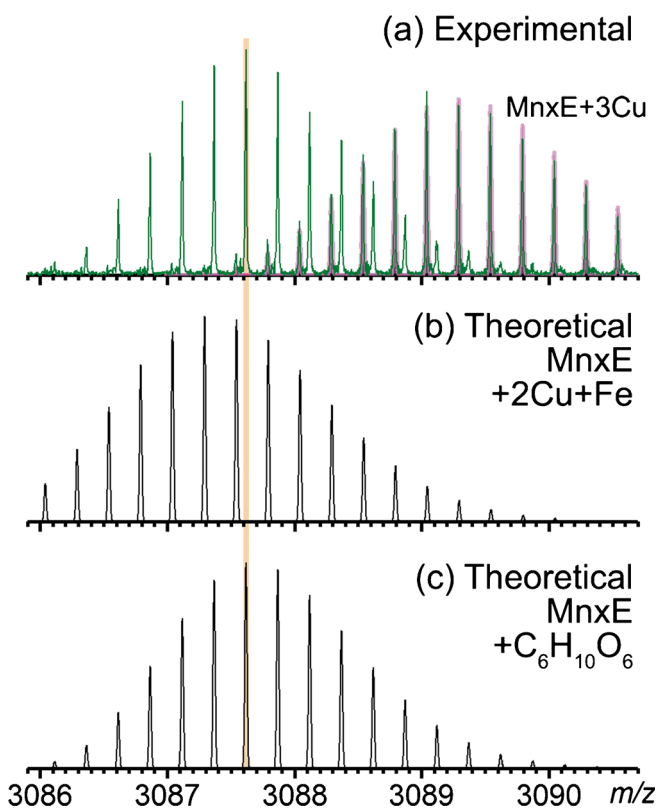 (a) Experimental
MnxE+3Cu
(b) Theoretical
MnxE
+2Cu+Fe
(c) Theoretical
MnxE
+C₆H₁₀O₆
3086 3087 3088 3089 3090 m/z